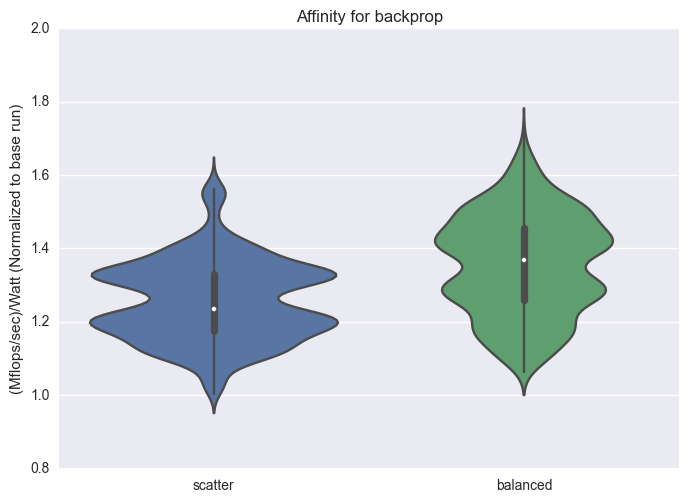 Affinity for backprop
(Mflops/sec)/Watt (Normalized to base run)
2.0
1.8
1.6
1.4
1.2
1.0
0.8
scatter balanced